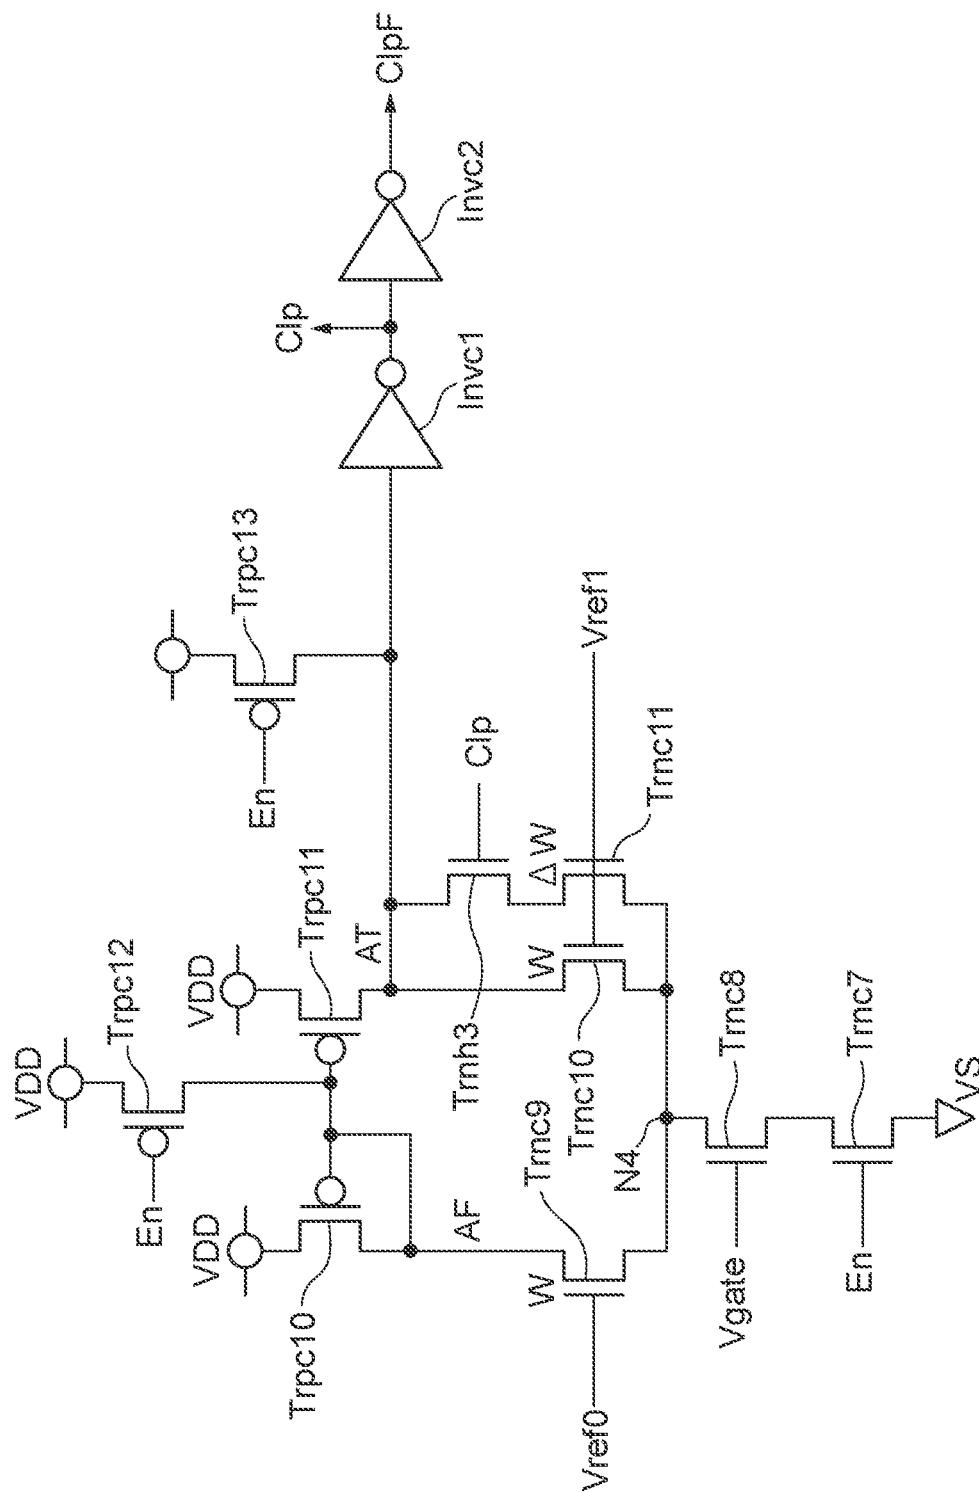 ClpF
Invc2
Clp
Invc1
Trpc13
En
Vref1
Clp
Trnc11
ΔW
AT
Trpc11
VDD
Trpc12
VDD
W
Trnh3
Trnc10
Trnc8
Trnc7
VS
N4
Trnc9
En
VDD
AF
W
Vgate
En
Trpc10
Vref0